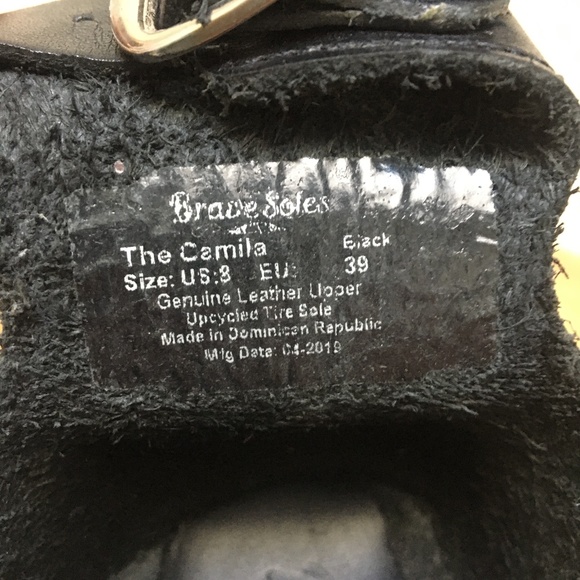 Brave Soles
The Camila Black
Size: US:8 EU: 39
Genuine Leather Upper
Upcycled Tire Sole
Made in Dominican Republic
Mfg Date: 04-2019